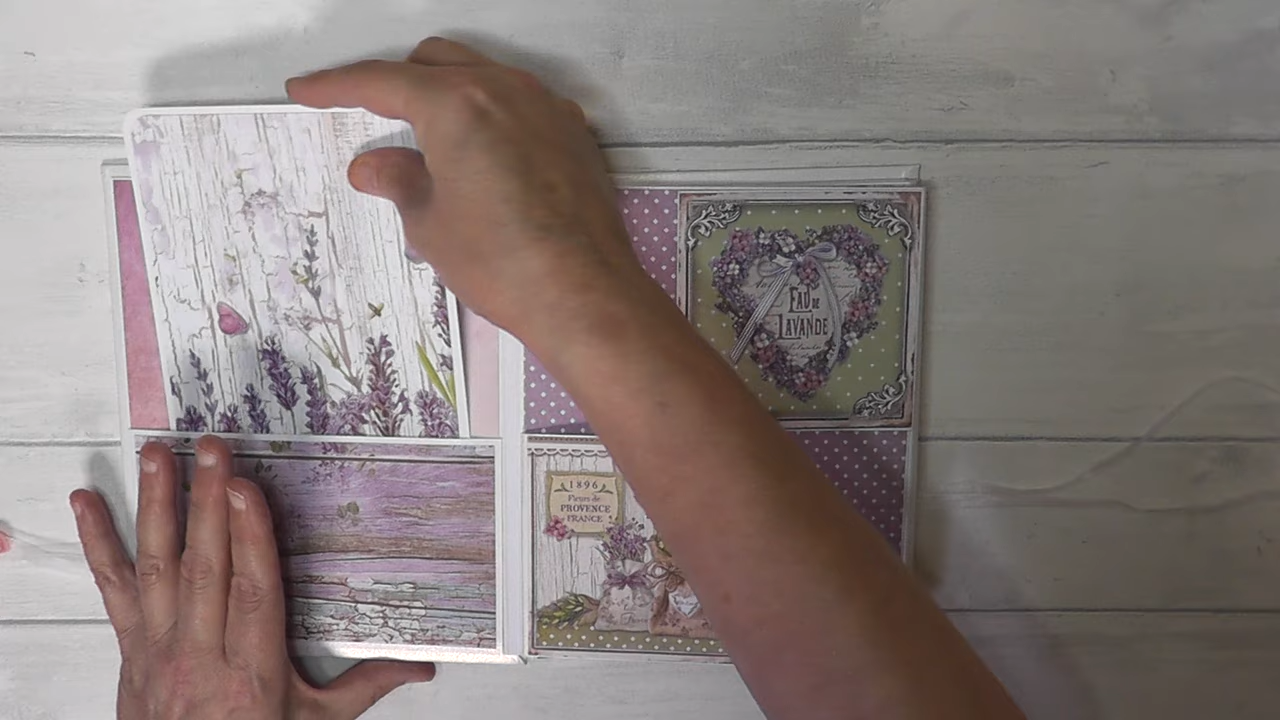 EAU DE
LAVANDE
1896
Fleurs de
PROVENCE
FRANCE